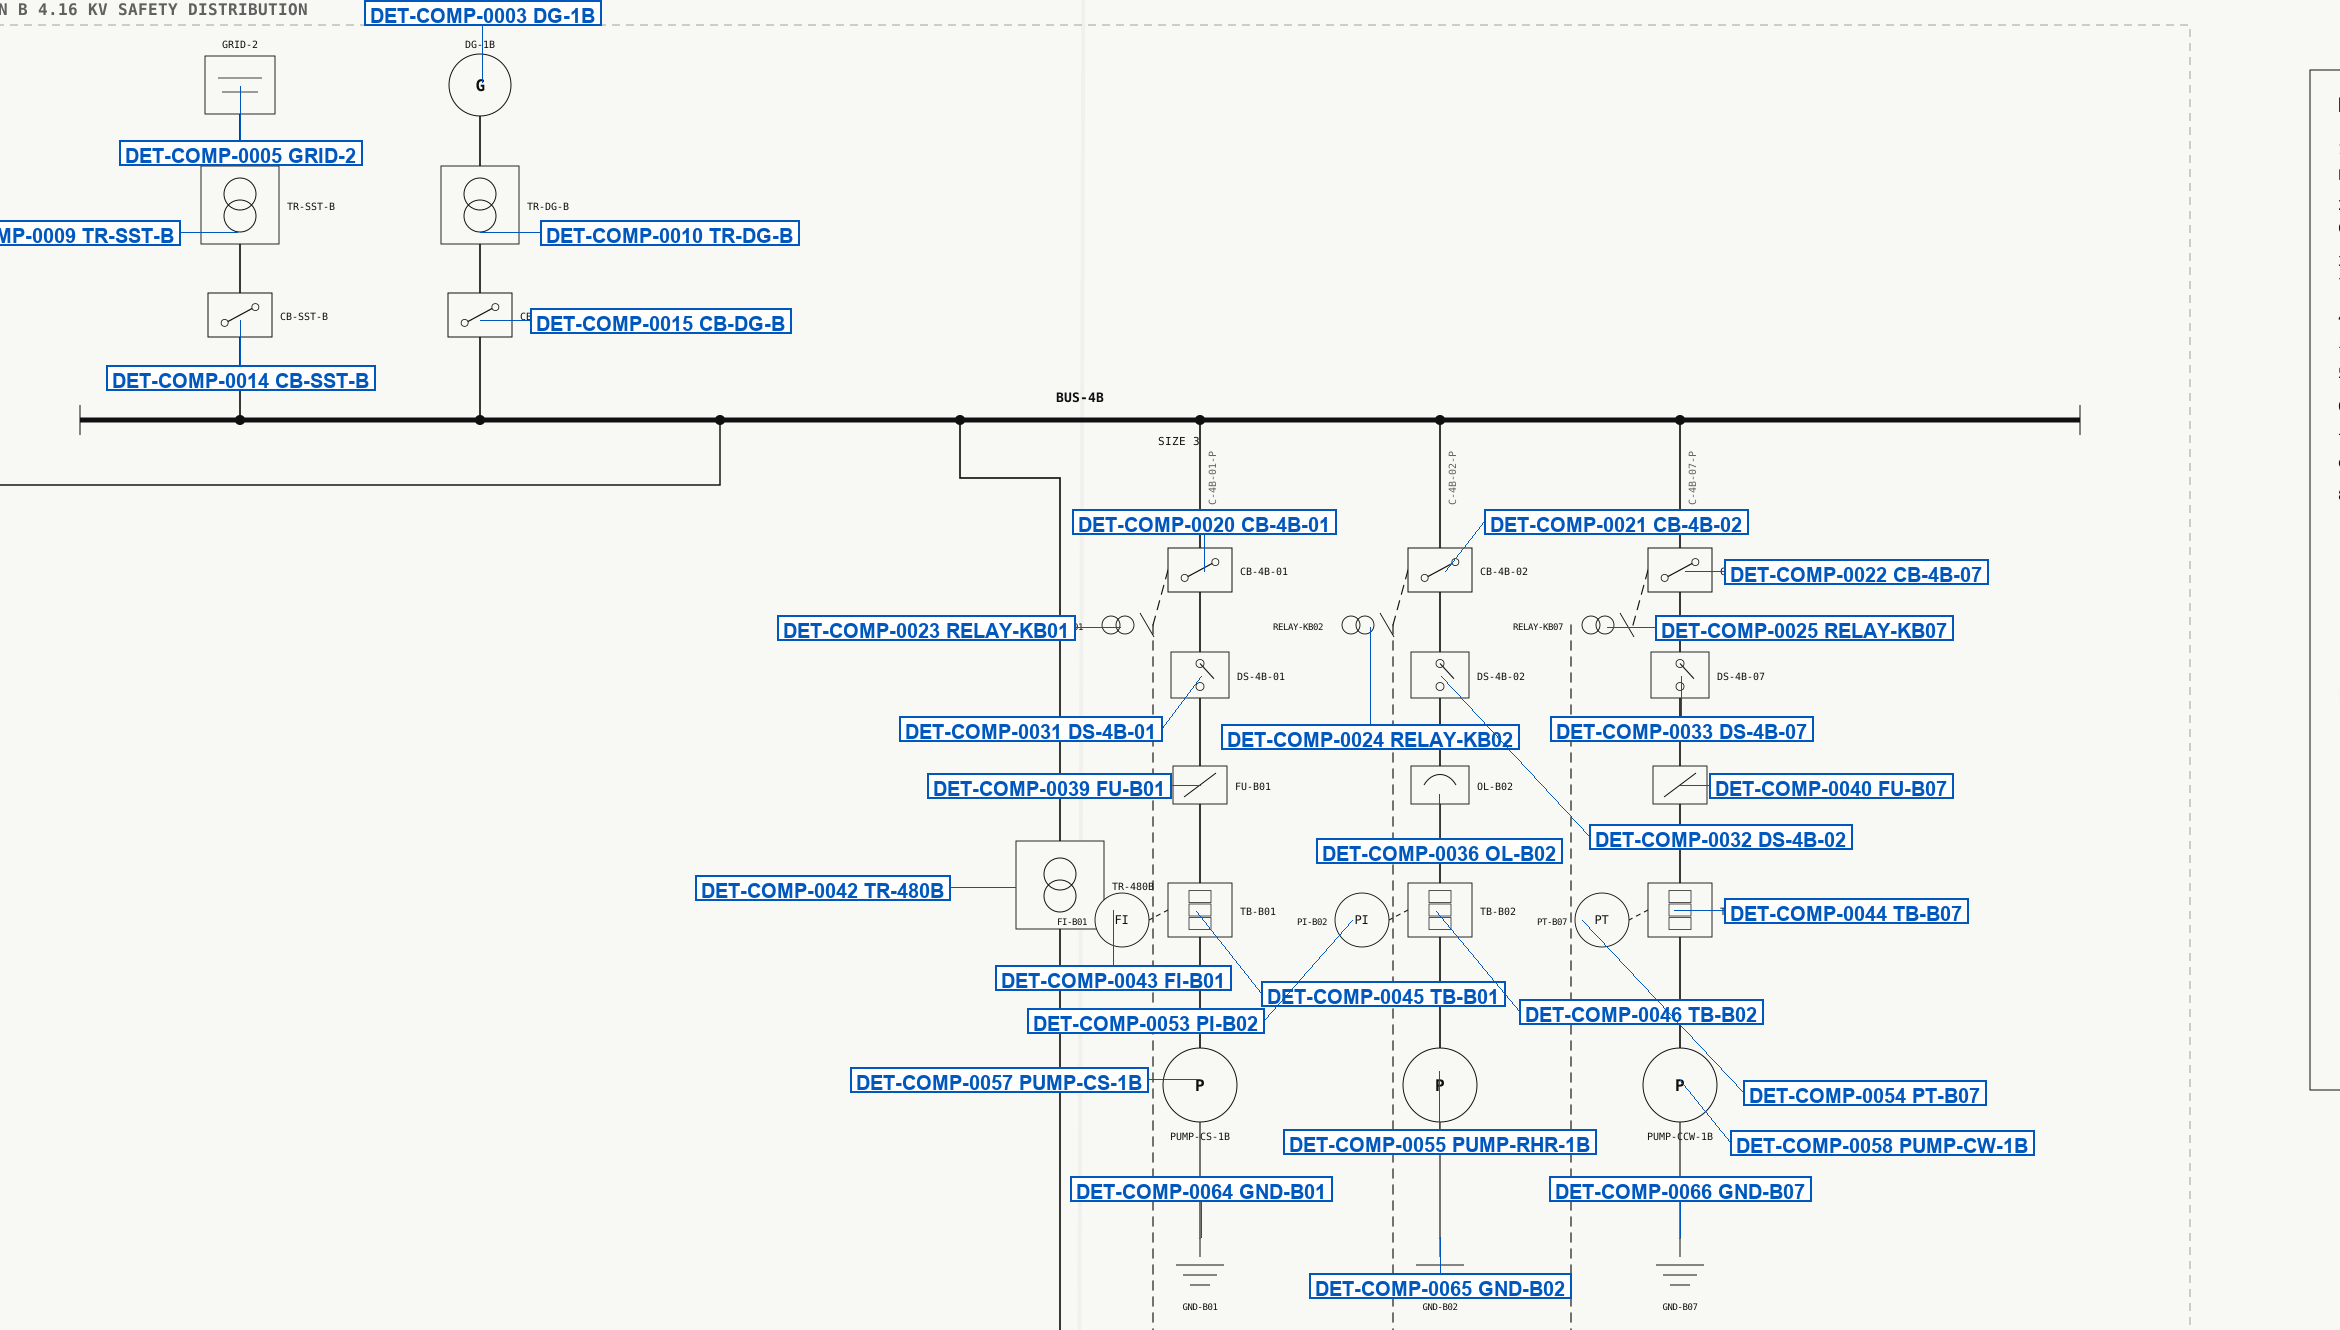 N B 4.16 KV SAFETY DISTRIBUTION
DET-COMP-0003 DG-1B
GRID-2
DG-1B
G
DET-COMP-0005 GRID-2
TR-SST-B
TR-DG-B
MP-0009 TR-SST-B
DET-COMP-0010 TR-DG-B
CB-SST-B
CB
DET-COMP-0015 CB-DG-B
DET-COMP-0014 CB-SST-B
BUS-4B
SIZE 3
C-4B-01-P
C-4B-02-P
C-4B-07-P
DET-COMP-0020 CB-4B-01
DET-COMP-0021 CB-4B-02
CB-4B-01
CB-4B-02
DET-COMP-0022 CB-4B-07
DET-COMP-0023 RELAY-KB01
RELAY-KB02
RELAY-KB07
DET-COMP-0025 RELAY-KB07
DS-4B-01
DS-4B-02
DS-4B-07
DET-COMP-0031 DS-4B-01
DET-COMP-0024 RELAY-KB02
DET-COMP-0033 DS-4B-07
DET-COMP-0039 FU-B01
FU-B01
OL-B02
DET-COMP-0040 FU-B07
DET-COMP-0032 DS-4B-02
DET-COMP-0036 OL-B02
DET-COMP-0042 TR-480B
TR-480B
FI-B01
FI
TB-B01
PI-B02
PI
TB-B02
PT-B07
PT
DET-COMP-0044 TB-B07
DET-COMP-0043 FI-B01
DET-COMP-0045 TB-B01
DET-COMP-0053 PI-B02
DET-COMP-0046 TB-B02
DET-COMP-0057 PUMP-CS-1B
P
P
P
DET-COMP-0054 PT-B07
PUMP-CS-1B
DET-COMP-0055 PUMP-RHR-1B
PUMP-CCW-1B
DET-COMP-0058 PUMP-CW-1B
DET-COMP-0064 GND-B01
DET-COMP-0066 GND-B07
DET-COMP-0065 GND-B02
GND-B01
GND-B02
GND-B07